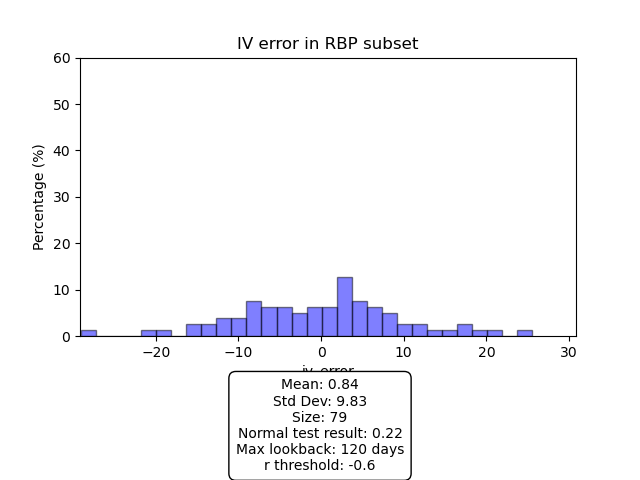 IV error in RBP subset
60
50
40
30
20
10
0
Percentage (%)
−20
−10
0
10
20
30
iv_error
Mean: 0.84
Std Dev: 9.83
Size: 79
Normal test result: 0.22
Max lookback: 120 days
r threshold: -0.6